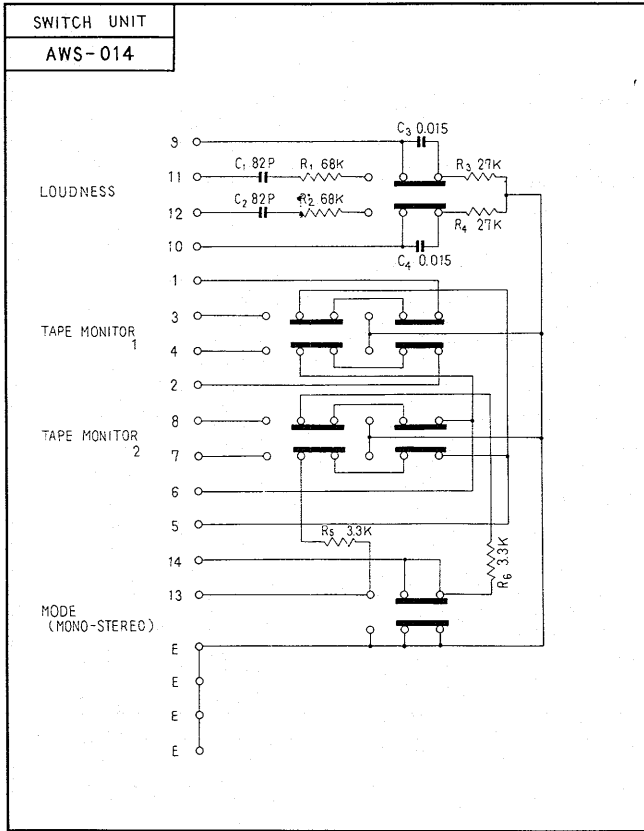 SWITCH UNIT
AWS-014
9
C3 0.015
11
C1 82P
R1 68K
R3 27K
LOUDNESS
12
C2 82P
R2 68K
R4 27K
10
C4 0.015
1
3
TAPE MONITOR
1
4
2
8
TAPE MONITOR
2
7
6
5
R5 3.3K
R6 3.3K
14
13
MODE
(MONO-STEREO)
E
E
E
E